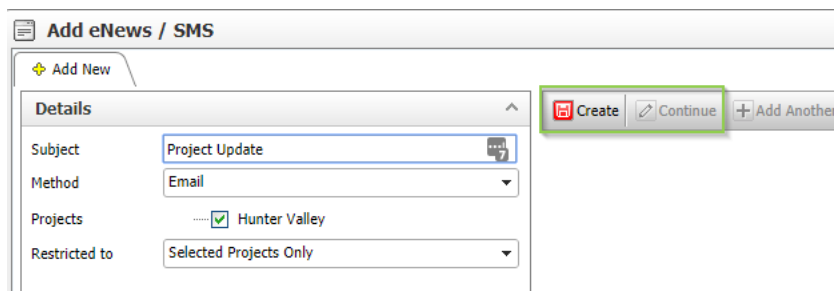 Add eNews / SMS
Add New
Details
Create
Continue
Add Another
Subject
Project Update
7
Method
Email
Projects
Hunter Valley
Restricted to
Selected Projects Only